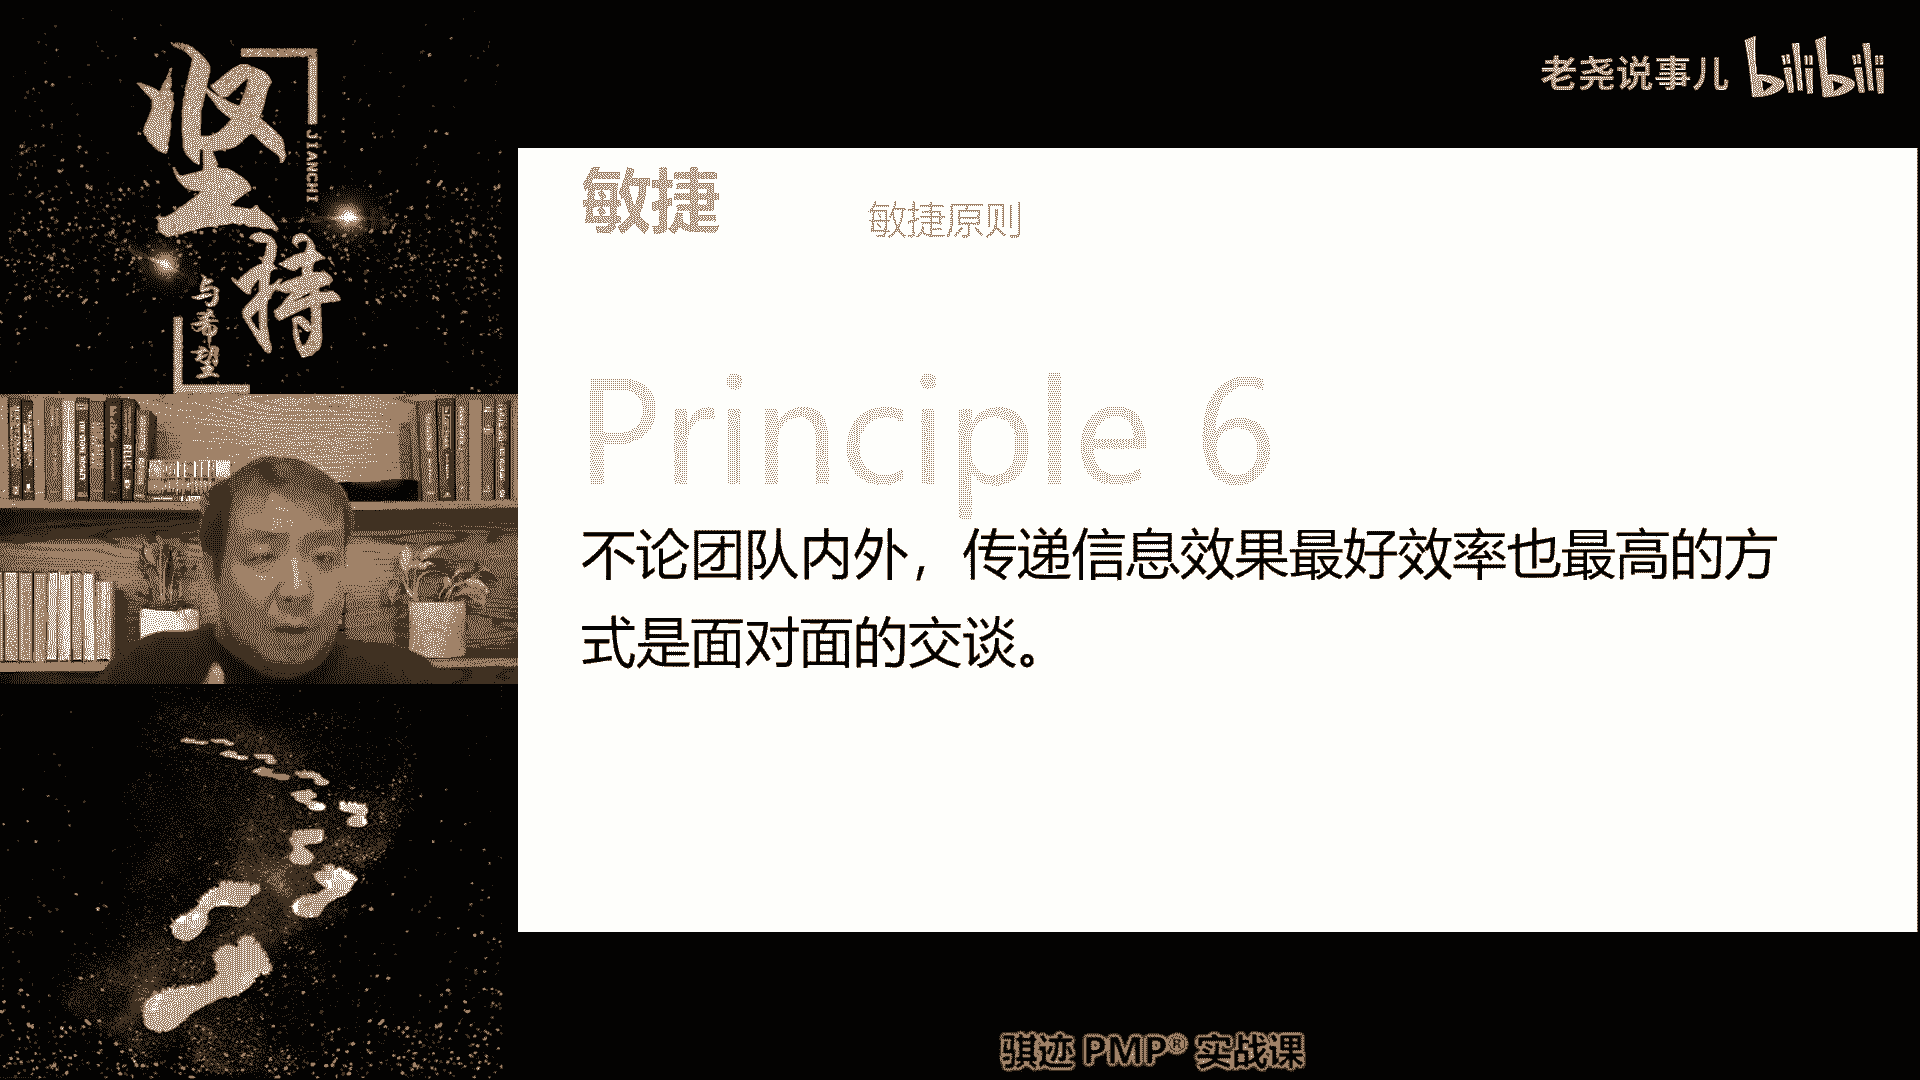 坚持
JIANCHI
与希望
老尧说事儿 bilibili
敏捷
敏捷原则
Principle 6
不论团队内外，传递信息效果最好效率也最高的方
式是面对面的交谈。
骐迹 PMP® 实战课